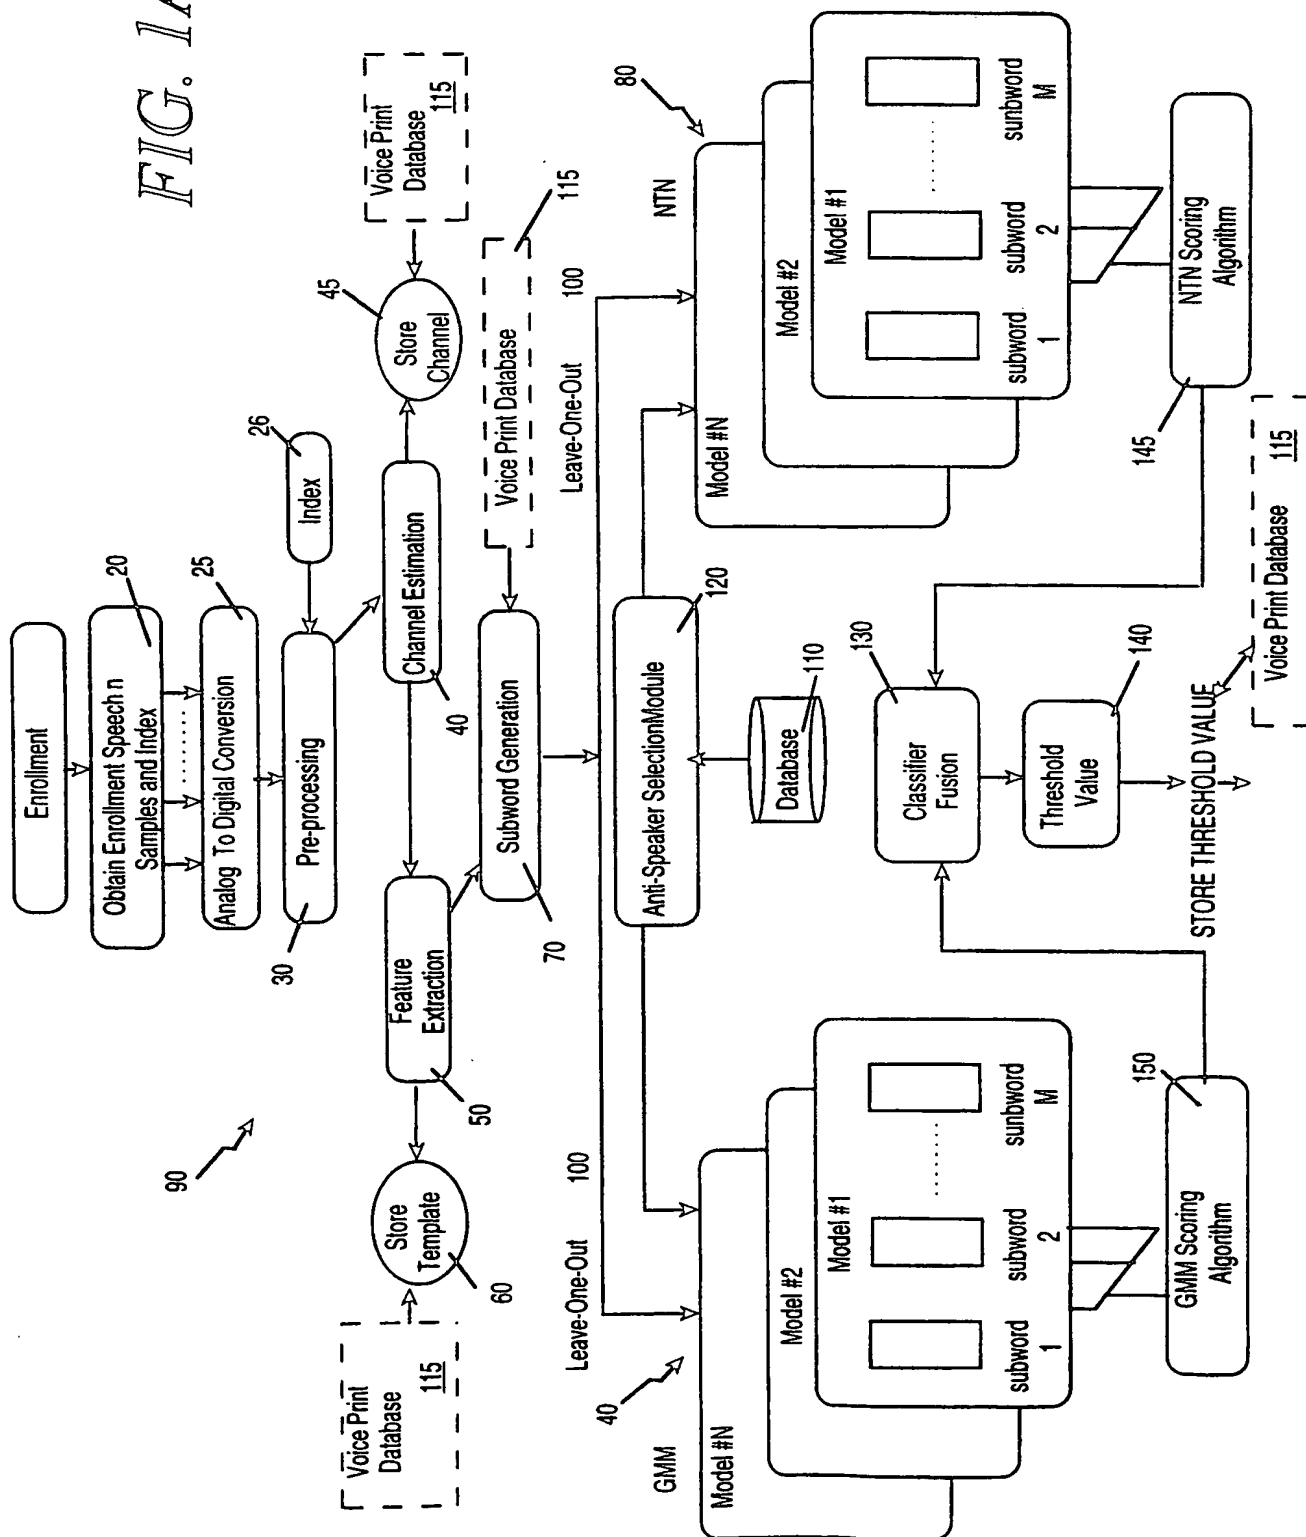 FIG. 1A
Enrollment
Obtain Enrollment Speech n
Samples and Index
20
Analog To Digital Conversion
25
Index
26
Pre-processing
30
Channel Estimation
40
Store
Channel
45
Voice Print
Database
115
Feature
Extraction
50
Store
Template
60
Voice Print
Database
115
90
Subword Generation
70
Voice Print Database
115
Leave-One-Out
100
Leave-One-Out
100
Anti-Speaker SelectionModule
120
Database
110
GMM
40
Model #N
Model #2
Model #1
subword
1
subword
2
sunbword
M
GMM Scoring
Algorithm
150
NTN
80
Model #N
Model #2
Model #1
subword
1
subword
2
sunbword
M
NTN Scoring
Algorithm
145
Classifier
Fusion
130
Threshold
Value
140
STORE THRESHOLD VALUE
Voice Print Database
115